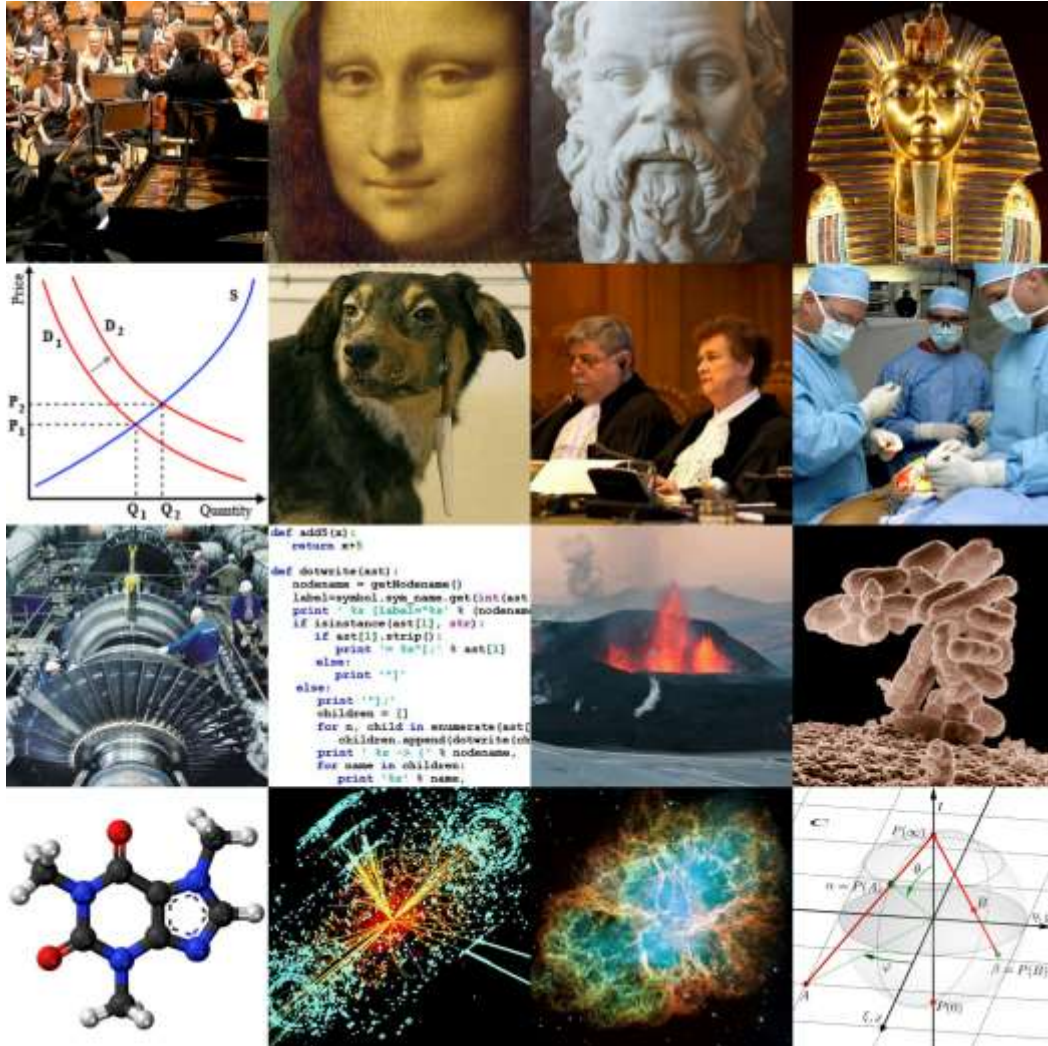 Price
S
D1
D2
Q1
Q2
Quantity
def add5(x):
return x+5
def dotwrite(ast):
nodename = getNodename()
label=symbol.sym_name.get(int(ast
print ' %s [label="%s' % (nodename
if isinstance(ast[1], str):
if ast[1].strip():
print '= %s"];' % ast[1]
else:
print '"]'
else:
print '"];'
children = []
for n, child in enumerate(ast[
children.append(dotwrite(ch
print ' %s -> {' % nodename,
for name in children:
print '%s' % name,
P(∞)
θ
α = P(A)
B
β = P(B)
φ
A
P(0)